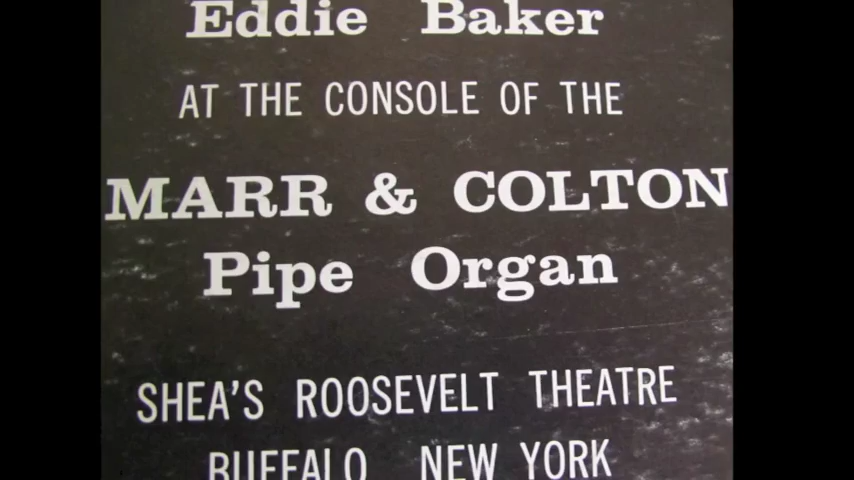 Eddie Baker
AT THE CONSOLE OF THE
MARR & COLTON
Pipe Organ
SHEA'S ROOSEVELT THEATRE
BUFFALO NEW YORK